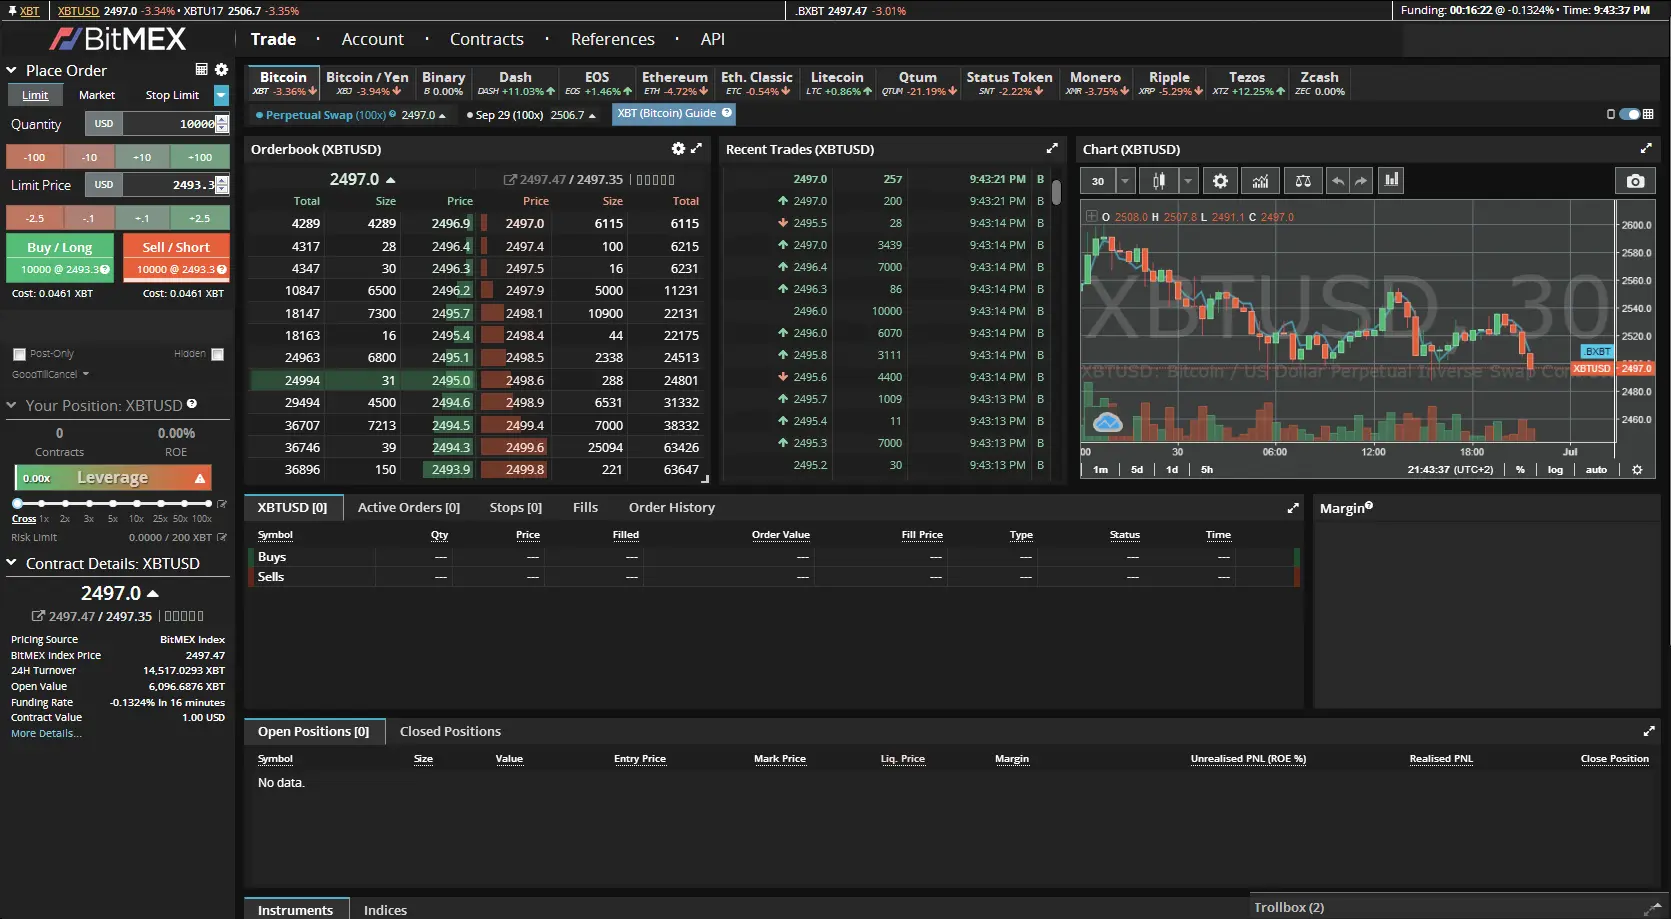 XBT XBTUSD 2497.0 -3.34% • XBTU17 2506.7 -3.35% .BXBT 2497.47 -3.01% Funding: 00:16:22 @ -0.1324% • Time: 9:43:37 PM
BitMEX Trade · Account · Contracts · References · API
Place Order
Limit Market Stop Limit
Quantity USD 10000
-100 -10 +10 +100
Limit Price USD 2493.3
-2.5 -.1 +.1 +2.5
Buy / Long Sell / Short
10000 @ 2493.3 10000 @ 2493.3
Cost: 0.0461 XBT Cost: 0.0461 XBT
Post-Only Hidden
GoodTillCancel
Your Position: XBTUSD
0 0.00%
Contracts ROE
0.00x Leverage
Cross 1x 2x 3x 5x 10x 25x 50x 100x
Risk Limit 0.0000 / 200 XBT
Contract Details: XBTUSD
2497.0
2497.47 / 2497.35
Pricing Source BitMEX Index
BitMEX Index Price 2497.47
24H Turnover 14,517.0293 XBT
Open Value 6,096.6876 XBT
Funding Rate -0.1324% in 16 minutes
Contract Value 1.00 USD
More Details...
Bitcoin Bitcoin / Yen Binary Dash EOS Ethereum Eth. Classic Litecoin Qtum Status Token Monero Ripple Tezos Zcash
XBT -3.36% XBJ -3.94% B 0.00% DASH +11.03% EOS +1.46% ETH -4.72% ETC -0.54% LTC +0.86% QTUM -21.19% SNT -2.22% XMR -3.75% XRP -5.29% XTZ +12.25% ZEC 0.00%
Perpetual Swap (100x) 2497.0 Sep 29 (100x) 2506.7 XBT (Bitcoin) Guide
Orderbook (XBTUSD)
2497.0 2497.47 / 2497.35
Total Size Price Price Size Total
4289 4289 2496.9 2497.0 6115 6115
4317 28 2496.4 2497.4 100 6215
4347 30 2496.3 2497.5 16 6231
10847 6500 2496.2 2497.9 5000 11231
18147 7300 2495.7 2498.1 10900 22131
18163 16 2495.4 2498.4 44 22175
24963 6800 2495.1 2498.5 2338 24513
24994 31 2495.0 2498.6 288 24801
29494 4500 2494.6 2498.9 6531 31332
36707 7213 2494.5 2499.4 7000 38332
36746 39 2494.3 2499.6 25094 63426
36896 150 2493.9 2499.8 221 63647
Recent Trades (XBTUSD)
2497.0 257 9:43:21 PM B
2497.0 200 9:43:21 PM B
2495.5 28 9:43:14 PM B
2497.0 3439 9:43:14 PM B
2496.4 7000 9:43:14 PM B
2496.3 86 9:43:14 PM B
2496.0 10000 9:43:14 PM B
2496.0 6070 9:43:14 PM B
2495.8 3111 9:43:14 PM B
2495.6 4400 9:43:14 PM B
2495.7 1009 9:43:13 PM B
2495.4 11 9:43:13 PM B
2495.3 7000 9:43:13 PM B
2495.2 30 9:43:13 PM B
Chart (XBTUSD)
30
O 2508.0 H 2507.8 L 2491.1 C 2497.0
XBTUSD, 30
XBTUSD: Bitcoin / US Dollar Perpetual Inverse Swap
2600.0
2580.0
2560.0
2540.0
2520.0
.BXBT
XBTUSD 2497.0
2480.0
2460.0
00 30 06:00 12:00 18:00 Jul
1m 5d 1d 5h 21:43:37 (UTC+2) % log auto
XBTUSD [0] Active Orders [0] Stops [0] Fills Order History
Symbol Qty Price Filled Order Value Fill Price Type Status Time
Buys --- --- --- --- --- --- --- ---
Sells --- --- --- --- --- --- --- ---
Margin
Open Positions [0] Closed Positions
Symbol Size Value Entry Price Mark Price Liq. Price Margin Unrealised PNL (ROE %) Realised PNL Close Position
No data.
Instruments Indices
Trollbox (2)